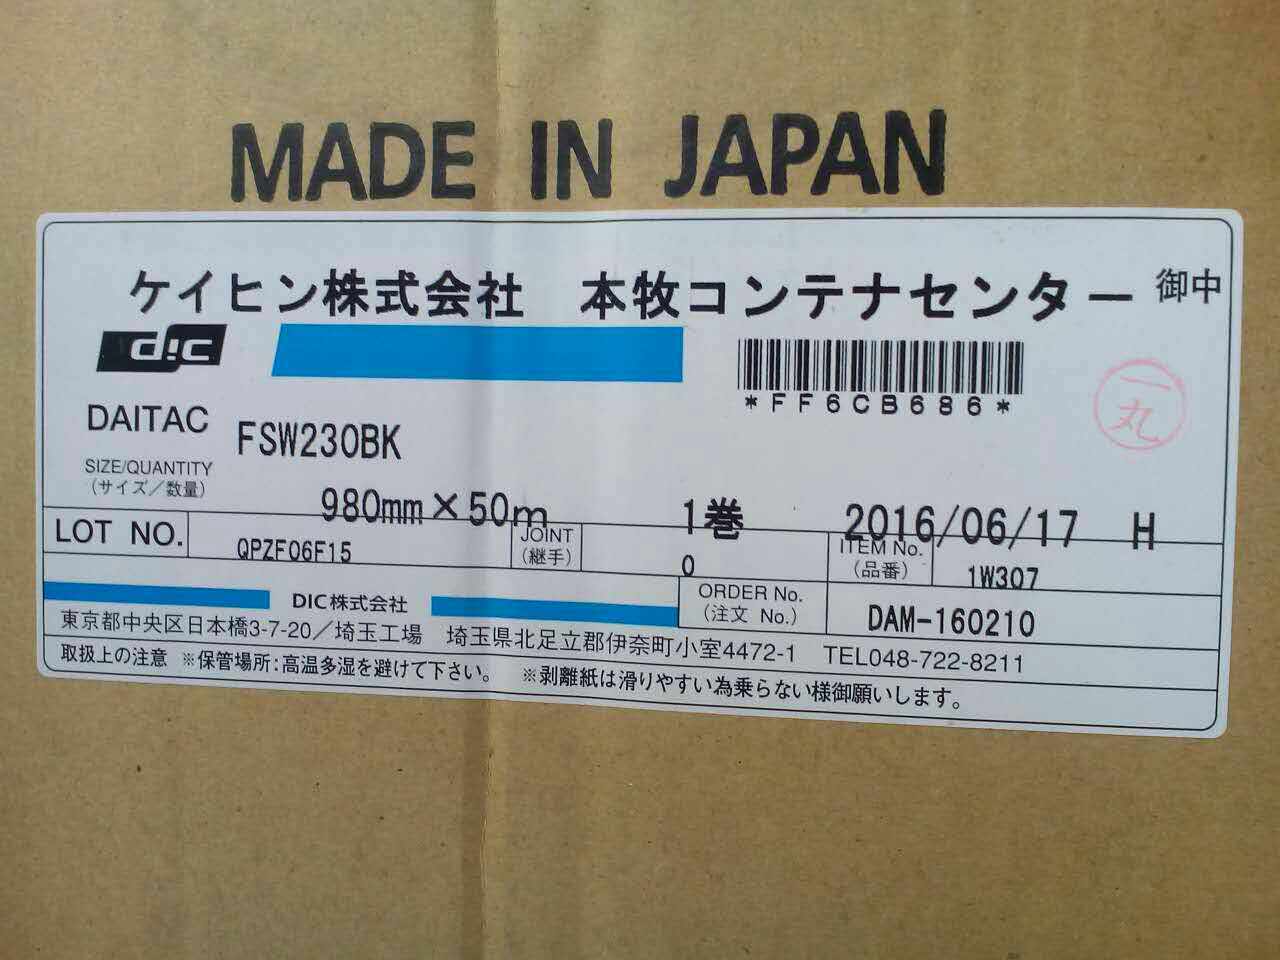 MADE IN JAPAN
ケイヒン株式会社 本牧コンテナセンター 御中
dic
*FF6CB686*
一丸
DAITAC FSW230BK
SIZE/QUANTITY
(サイズ/数量)
980mm×50m 1巻 2016/06/17 H
LOT NO. QPZF06F15 JOINT (継手) 0 ITEM No. (品番) 1W307
DIC株式会社 ORDER No. (注文 No.) DAM-160210
東京都中央区日本橋3-7-20/埼玉工場 埼玉県北足立郡伊奈町小室4472-1 TEL048-722-8211
取扱上の注意 ※保管場所:高温多湿を避けて下さい。 ※剥離紙は滑りやすい為乗らない様御願いします。